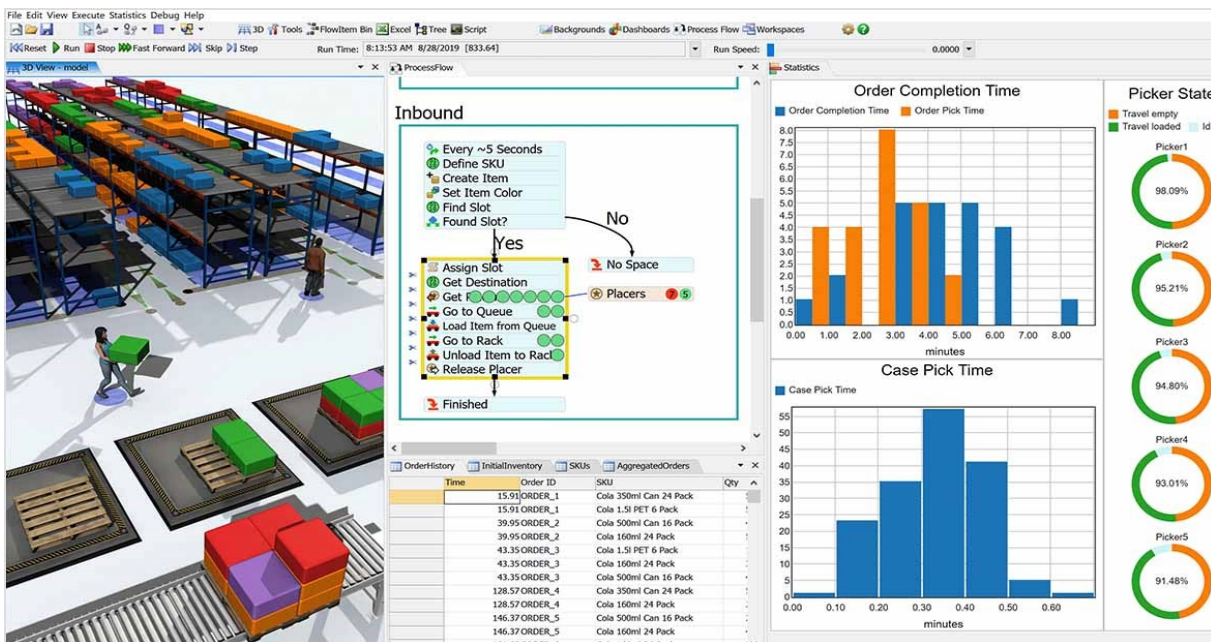 File Edit View Execute Statistics Debug Help
3D Tools FlowItem Bin Excel Tree Script Backgrounds Dashboards Process Flow Workspaces
Reset Run Stop Fast Forward Skip Step Run Time: 8:13:53 AM 8/28/2019 [833.64] Run Speed: 0.0000
3D View - model
ProcessFlow
Inbound
Every ~5 Seconds
Define SKU
Create Item
Set Item Color
Find Slot
Found Slot?
No
Yes
No Space
Assign Slot
Get Destination
Get
Placers 7 5
Go to Queue
Load Item from Queue
Go to Rack
Unload Item to Rack
Release Placer
Finished
OrderHistory InitialInventory SKUs AggregatedOrders
Time Order ID SKU Qty
15.91 ORDER_1 Cola 350ml Can 24 Pack
15.91 ORDER_1 Cola 1.5l PET 6 Pack
39.95 ORDER_2 Cola 500ml Can 16 Pack
39.95 ORDER_2 Cola 160ml 24 Pack
43.35 ORDER_3 Cola 1.5l PET 6 Pack
43.35 ORDER_3 Cola 160ml 24 Pack
43.35 ORDER_3 Cola 500ml Can 16 Pack
128.57 ORDER_4 Cola 350ml Can 24 Pack
128.57 ORDER_4 Cola 160ml 24 Pack
146.37 ORDER_5 Cola 500ml Can 16 Pack
146.37 ORDER_5 Cola 160ml 24 Pack
Statistics
Order Completion Time
Order Completion Time Order Pick Time
8.0
7.5
7.0
6.5
6.0
5.5
5.0
4.5
4.0
3.5
3.0
2.5
2.0
1.5
1.0
0.5
0.0
0.00 1.00 2.00 3.00 4.00 5.00 6.00 7.00 8.00
minutes
Case Pick Time
Case Pick Time
55
50
45
40
35
30
25
20
15
10
5
0
0.00 0.10 0.20 0.30 0.40 0.50 0.60
minutes
Picker State
Travel empty
Travel loaded Id
Picker1
98.09%
Picker2
95.21%
Picker3
94.80%
Picker4
93.01%
Picker5
91.48%